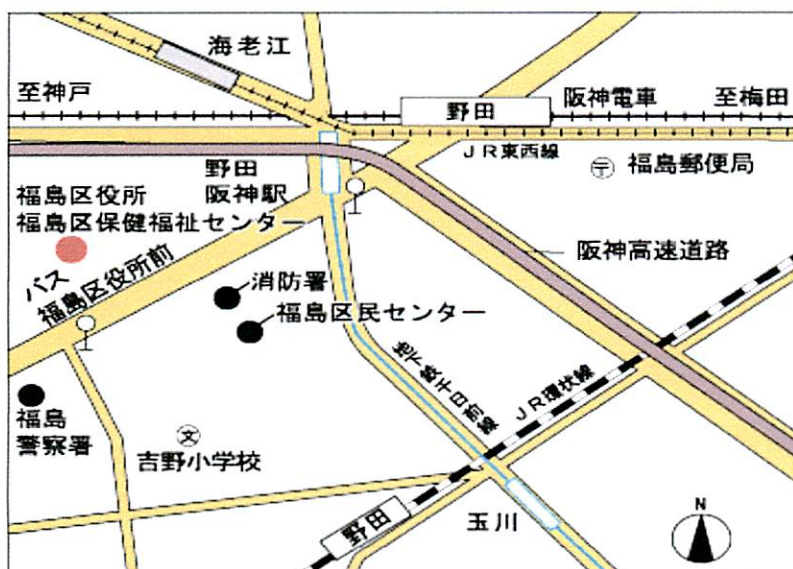 海老江
至神戸
野田
阪神電車
至梅田
JR東西線
野田
阪神駅
〒
福島郵便局
福島区役所
福島区保健福祉センター
バス
福島区役所前
阪神高速道路
消防署
福島区民センター
地下鉄千日前線
JR環状線
福島
警察署
文
吉野小学校
野田
玉川
N